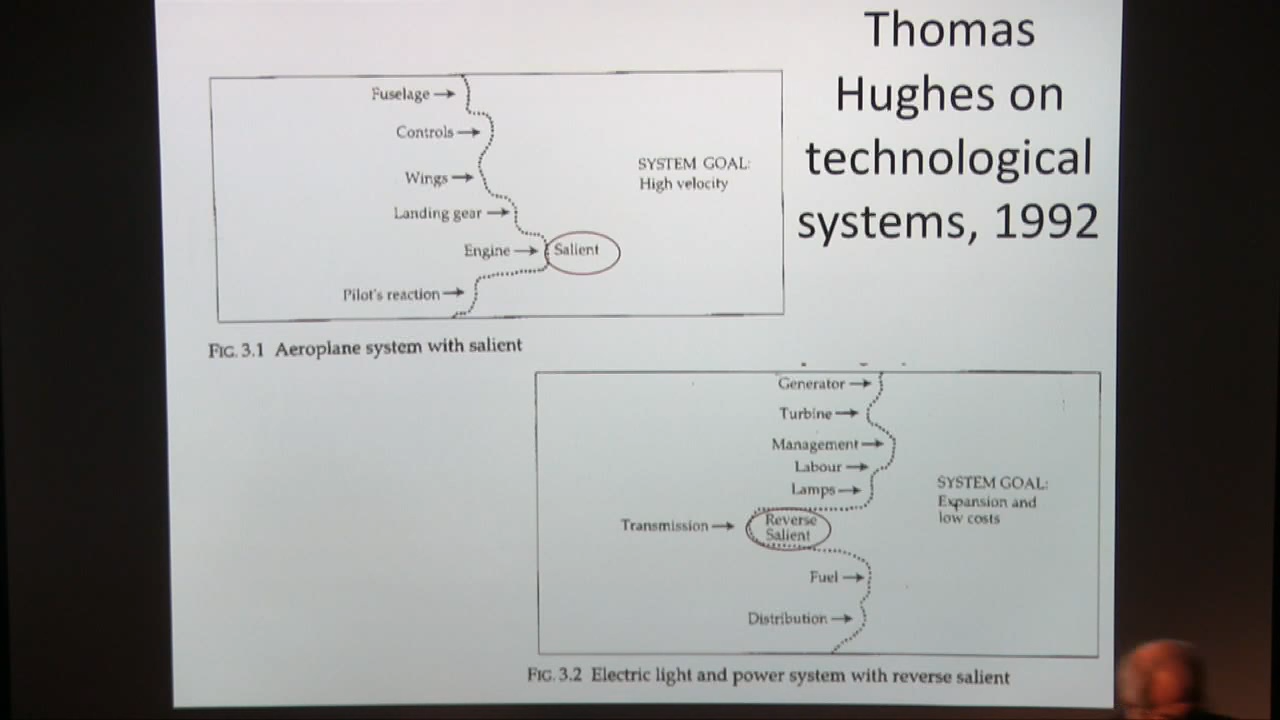 Thomas
Hughes on
technological
systems, 1992
Fuselage
Controls
Wings
Landing gear
Engine
Salient
Pilot's reaction
SYSTEM GOAL:
High velocity
FIG. 3.1 Aeroplane system with salient
Generator
Turbine
Management
Labour
Lamps
Transmission
Reverse
Salient
Fuel
Distribution
SYSTEM GOAL:
Expansion and
low costs
FIG. 3.2 Electric light and power system with reverse salient